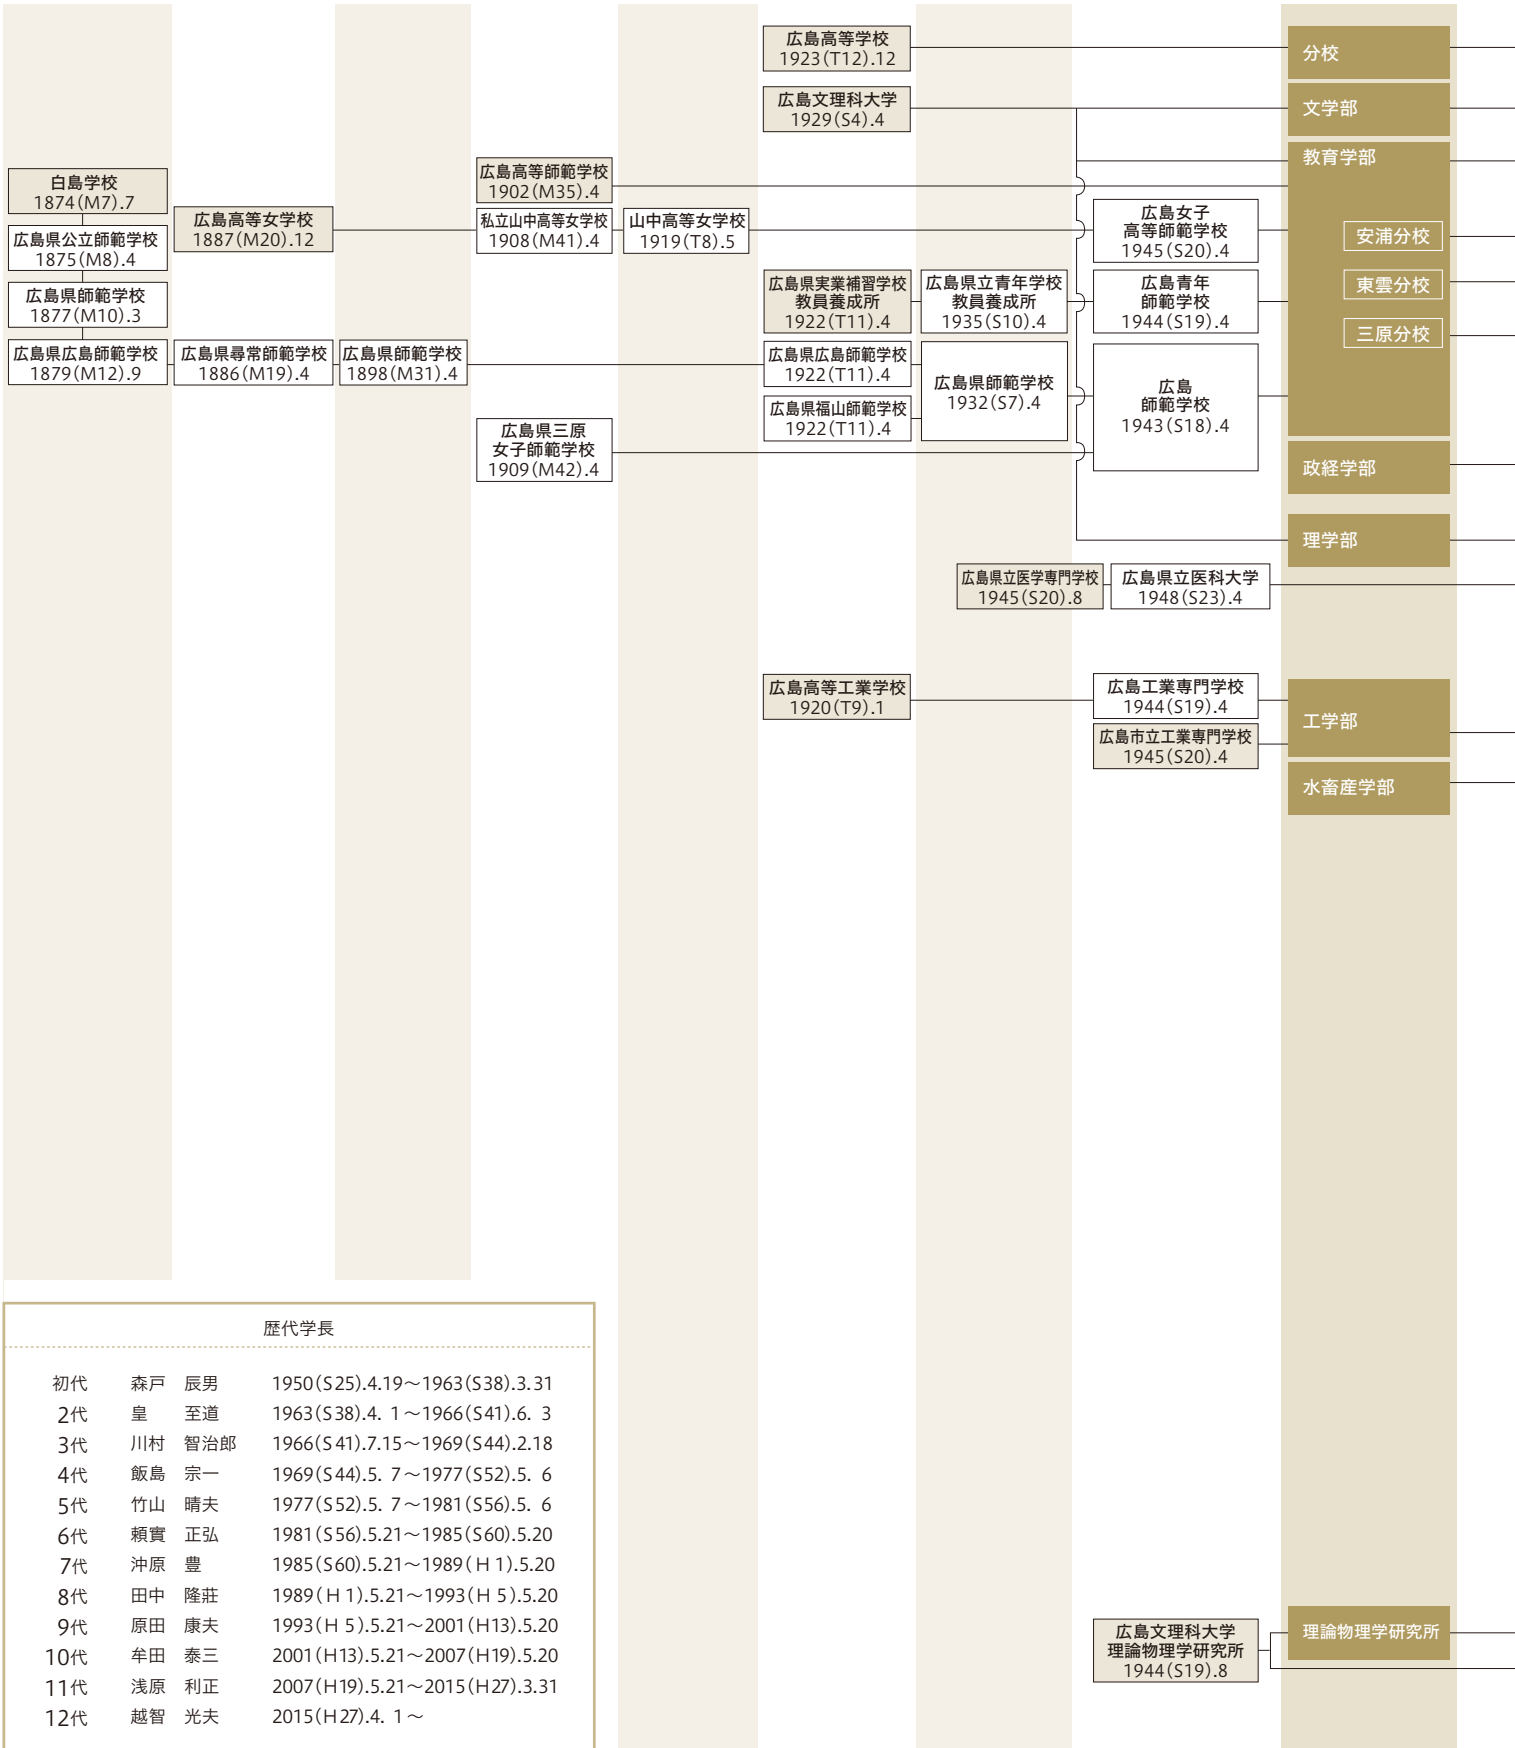 広島高等学校
1923(T12).12
分校
広島文理科大学
1929(S4).4
文学部
教育学部
広島高等師範学校
1902(M35).4
白島学校
1874(M7).7
広島高等女学校
1887(M20).12
私立山中高等女学校
1908(M41).4
山中高等女学校
1919(T8).5
広島女子
高等師範学校
1945(S20).4
広島県公立師範学校
1875(M8).4
安浦分校
広島県実業補習学校
教員養成所
1922(T11).4
広島県立青年学校
教員養成所
1935(S10).4
広島青年
師範学校
1944(S19).4
東雲分校
広島県師範学校
1877(M10).3
三原分校
広島県広島師範学校
1879(M12).9
広島県尋常師範学校
1886(M19).4
広島県師範学校
1898(M31).4
広島県広島師範学校
1922(T11).4
広島県師範学校
1932(S7).4
広島
師範学校
1943(S18).4
広島県福山師範学校
1922(T11).4
広島県三原
女子師範学校
1909(M42).4
政経学部
理学部
広島県立医学専門学校
1945(S20).8
広島県立医科大学
1948(S23).4
広島高等工業学校
1920(T9).1
広島工業専門学校
1944(S19).4
工学部
広島市立工業専門学校
1945(S20).4
水畜産学部
歴代学長
初代 森戸 辰男 1950(S25).4.19～1963(S38).3.31
2代 皇 至道 1963(S38).4. 1～1966(S41).6. 3
3代 川村 智治郎 1966(S41).7.15～1969(S44).2.18
4代 飯島 宗一 1969(S44).5. 7～1977(S52).5. 6
5代 竹山 晴夫 1977(S52).5. 7～1981(S56).5. 6
6代 頼實 正弘 1981(S56).5.21～1985(S60).5.20
7代 沖原 豊 1985(S60).5.21～1989(H 1).5.20
8代 田中 隆荘 1989(H 1).5.21～1993(H 5).5.20
9代 原田 康夫 1993(H 5).5.21～2001(H13).5.20
10代 牟田 泰三 2001(H13).5.21～2007(H19).5.20
11代 浅原 利正 2007(H19).5.21～2015(H27).3.31
12代 越智 光夫 2015(H27).4. 1～
広島文理科大学
理論物理学研究所
1944(S19).8
理論物理学研究所